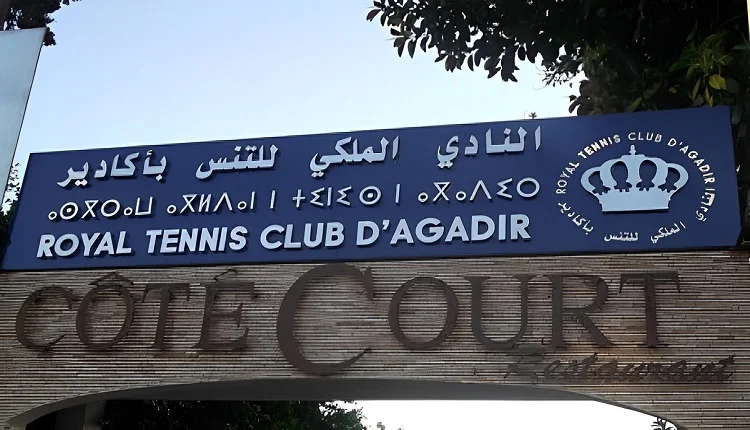 النادي الملكي للتنس بأكادير
ⴰⵙⴳⵔⴰⵡ ⴰⴳⵍⴷⴰⵏ ⵏ ⵜⵉⵏⵉⵙ ⵏ ⴰⴳⴰⴷⵉⵔ
ROYAL TENNIS CLUB D'AGADIR
ROYAL TENNIS CLUB D'AGADIR
النادي الملكي للتنس بأكادير
CÔTÉ COURT
Restaurant